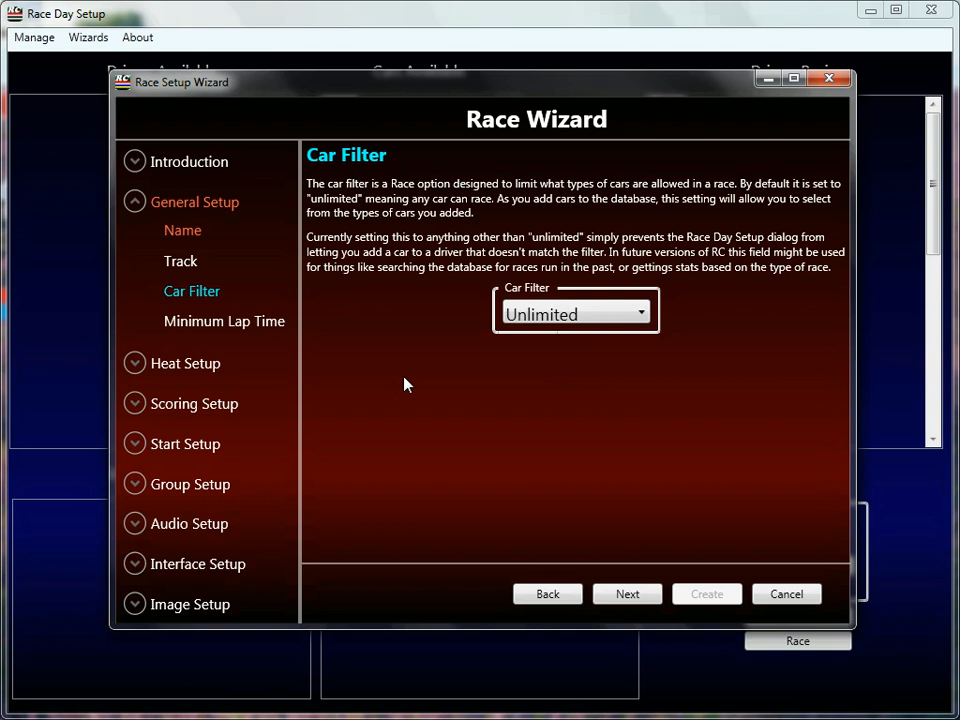 Race Day Setup
Manage Wizards About
RC Race Setup Wizard
Race Wizard
Introduction
General Setup
Name
Track
Car Filter
Minimum Lap Time
Heat Setup
Scoring Setup
Start Setup
Group Setup
Audio Setup
Interface Setup
Image Setup
Car Filter
The car filter is a Race option designed to limit what types of cars are allowed in a race. By default it is set to
"unlimited" meaning any car can race. As you add cars to the database, this setting will allow you to select
from the types of cars you added.
Currently setting this to anything other than "unlimited" simply prevents the Race Day Setup dialog from
letting you add a car to a driver that doesn't match the filter. In future versions of RC this field might be used
for things like searching the database for races run in the past, or gettings stats based on the type of race.
Car Filter
Unlimited
Back Next Create Cancel
Race